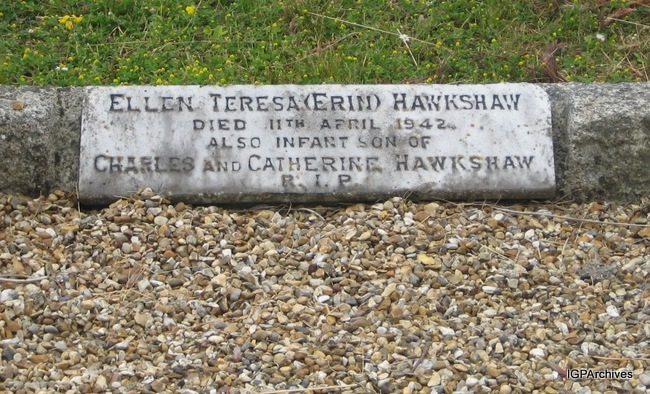 ELLEN TERESA (ERIN) HAWKSHAW
DIED 11TH APRIL 1942.
ALSO INFANT SON OF
CHARLES AND CATHERINE HAWKSHAW
R.I.P.
IGPArchives